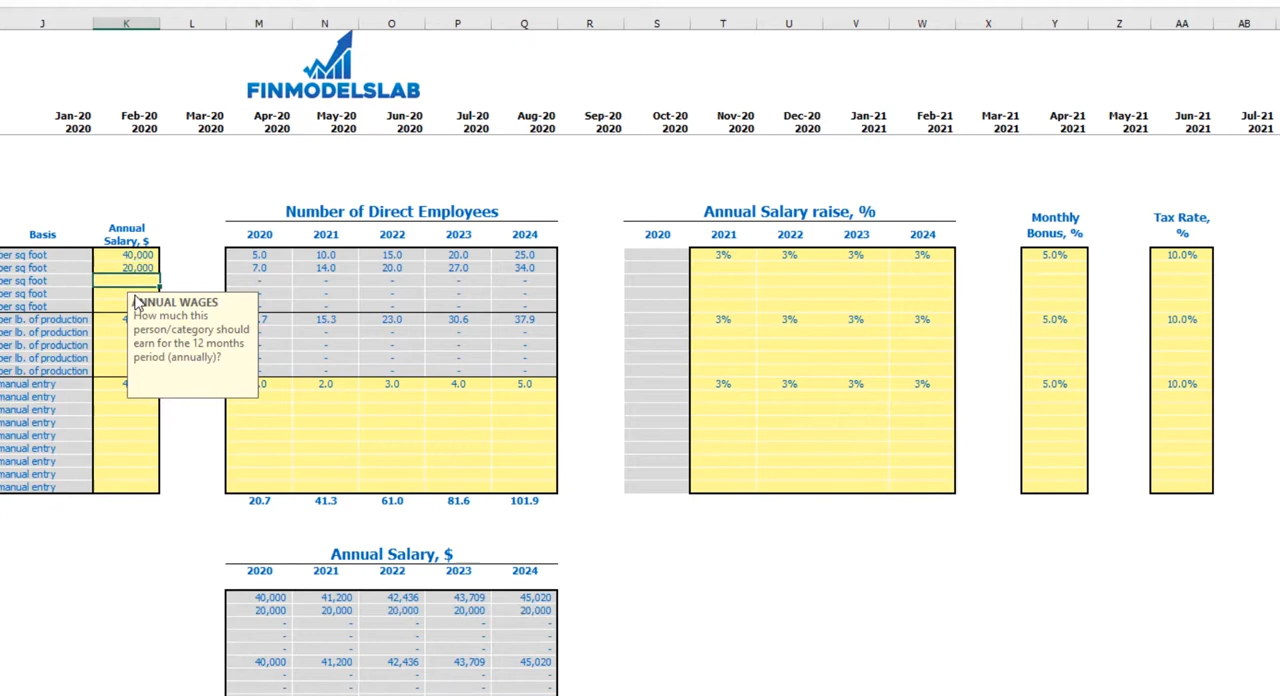 J K L M N O P Q R S T U V W X Y Z AA AB
FINMODELSLAB
Jan-20 Feb-20 Mar-20 Apr-20 May-20 Jun-20 Jul-20 Aug-20 Sep-20 Oct-20 Nov-20 Dec-20 Jan-21 Feb-21 Mar-21 Apr-21 May-21 Jun-21 Jul-21
2020 2020 2020 2020 2020 2020 2020 2020 2020 2020 2020 2020 2021 2021 2021 2021 2021 2021 2021
Number of Direct Employees Annual Salary raise, %
Basis Annual Salary, $ 2020 2021 2022 2023 2024 2020 2021 2022 2023 2024 Monthly Bonus, % Tax Rate, %
per sq foot 40,000 5.0 10.0 15.0 20.0 25.0 3% 3% 3% 3% 5.0% 10.0%
per sq foot 20,000 7.0 14.0 20.0 27.0 34.0
per sq foot - - - - -
per sq foot - - - - -
per sq foot - - - - -
per lb. of production 4 .7 15.3 23.0 30.6 37.9 3% 3% 3% 3% 5.0% 10.0%
per lb. of production - - - - -
per lb. of production - - - - -
per lb. of production - - - - -
per lb. of production - - - - -
manual entry 4 .0 2.0 3.0 4.0 5.0 3% 3% 3% 3% 5.0% 10.0%
manual entry
manual entry
manual entry
manual entry
manual entry
manual entry
manual entry
manual entry
ANNUAL WAGES
How much this
person/category should
earn for the 12 months
period (annually)?
20.7 41.3 61.0 81.6 101.9
Annual Salary, $
2020 2021 2022 2023 2024
40,000 41,200 42,436 43,709 45,020
20,000 20,000 20,000 20,000 20,000
- - - - -
- - - - -
- - - - -
40,000 41,200 42,436 43,709 45,020
- - - - -
- - - - -